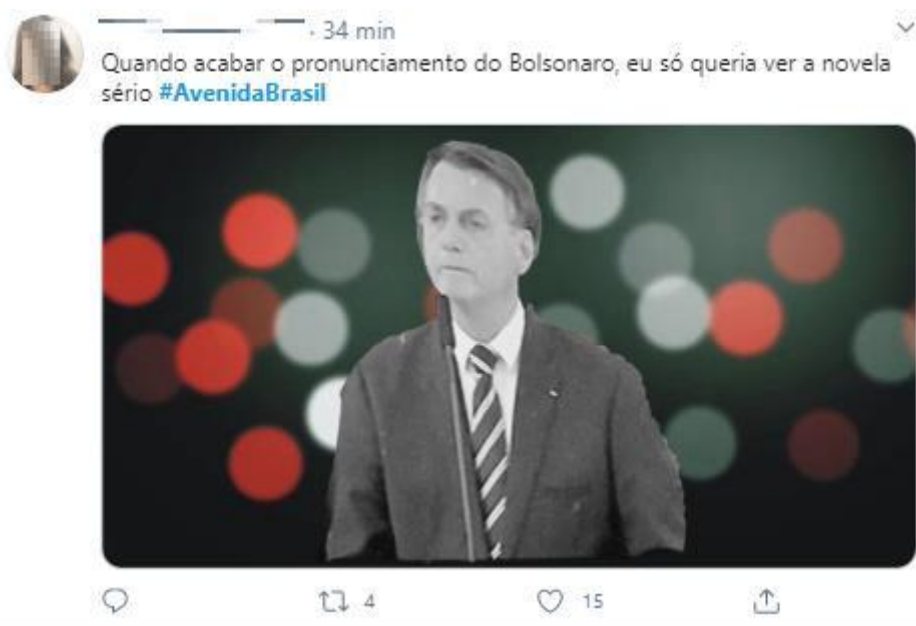 · 34 min
Quando acabar o pronunciamento do Bolsonaro, eu só queria ver a novela
sério #AvenidaBrasil
4
15